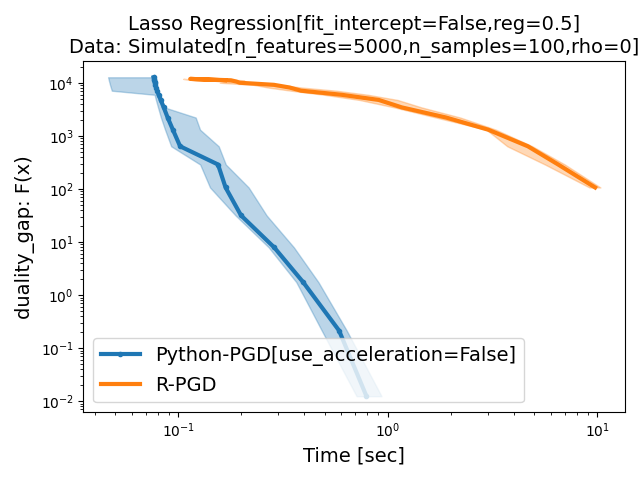 Lasso Regression[fit_intercept=False,reg=0.5]
Data: Simulated[n_features=5000,n_samples=100,rho=0]
duality_gap: F(x)
10⁴
10³
10²
10¹
10⁰
10⁻¹
10⁻²
Python-PGD[use_acceleration=False]
R-PGD
10⁻¹
10⁰
10¹
Time [sec]